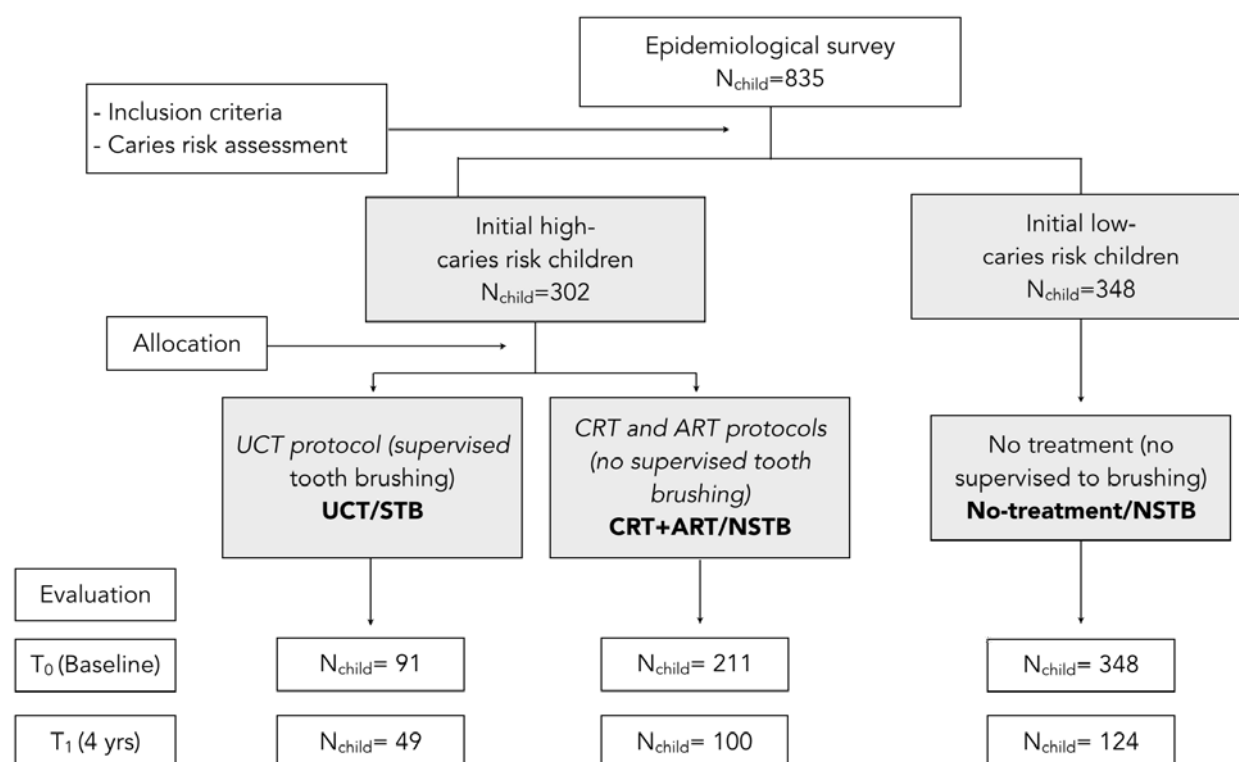 Epidemiological survey
Nchild=835
- Inclusion criteria
- Caries risk assessment
Initial high-
caries risk children
Nchild=302
Initial low-
caries risk children
Nchild=348
Allocation
UCT protocol (supervised
tooth brushing)
UCT/STB
CRT and ART protocols
(no supervised tooth
brushing)
CRT+ART/NSTB
No treatment (no
supervised to brushing)
No-treatment/NSTB
Evaluation
T0 (Baseline)
Nchild= 91
Nchild= 211
Nchild= 348
T1 (4 yrs)
Nchild= 49
Nchild= 100
Nchild= 124